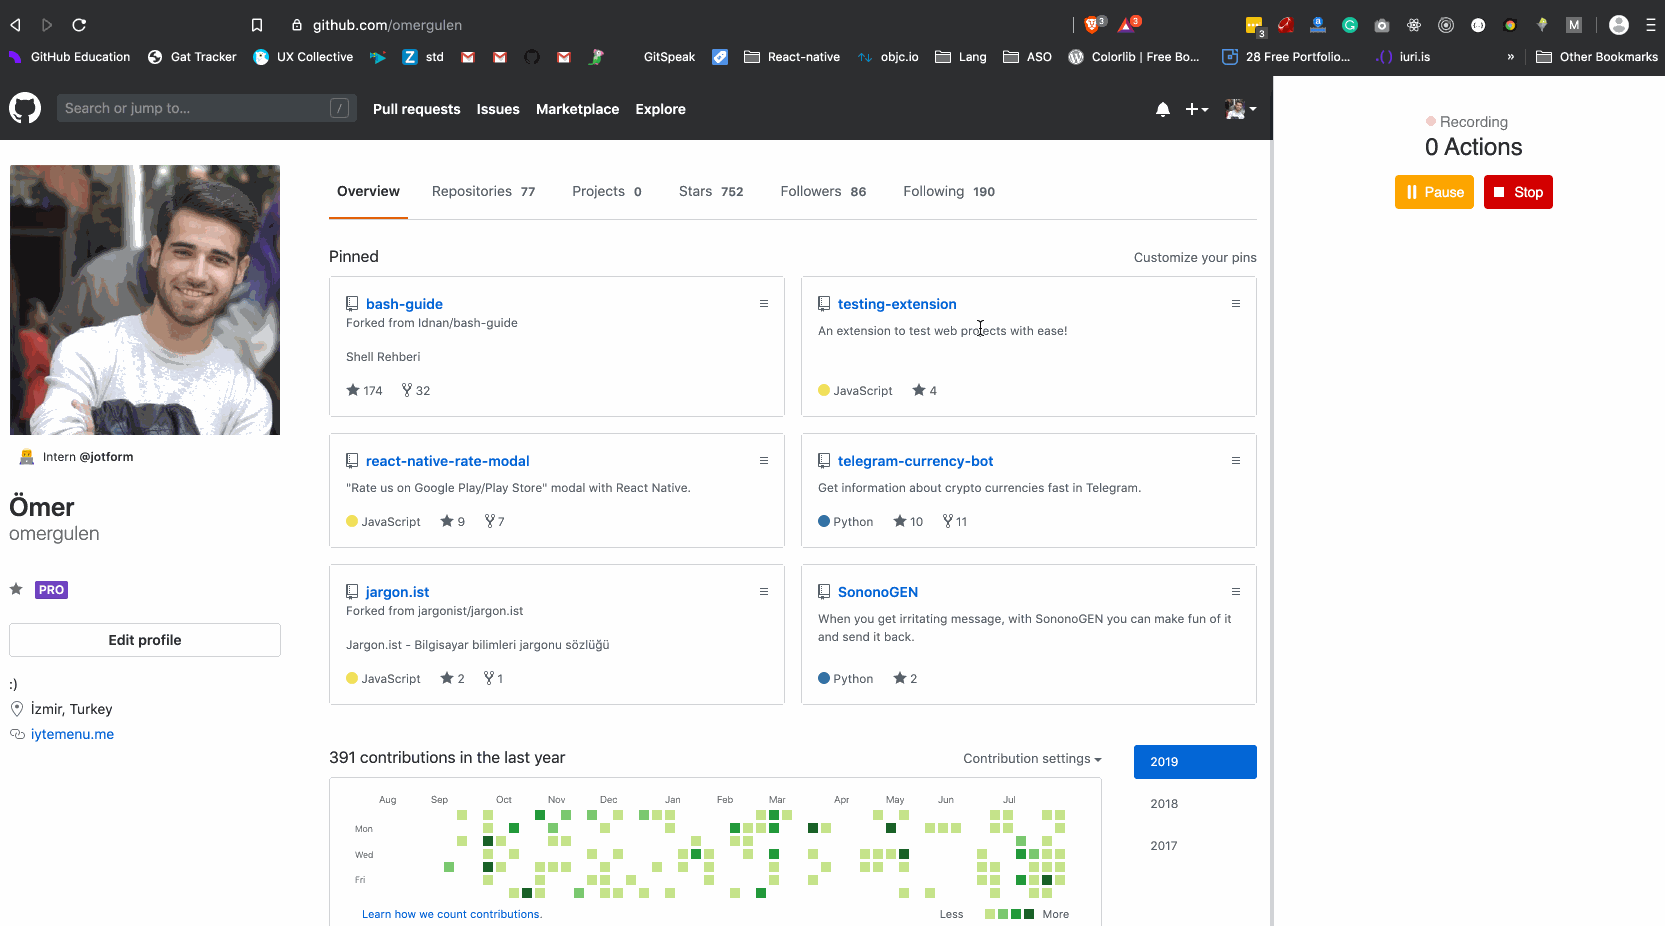 github.com/omergulen
3
3
3
M
GitHub Education
Gat Tracker
UX Collective
std
GitSpeak
React-native
objc.io
Lang
ASO
Colorlib | Free Bo...
28 Free Portfolio...
iuri.is
»
Other Bookmarks
Search or jump to...
/
Pull requests
Issues
Marketplace
Explore
Recording
0 Actions
Pause
Stop
Overview
Repositories 77
Projects 0
Stars 752
Followers 86
Following 190
Intern @jotform
Ömer
omergulen
PRO
Edit profile
:)
İzmir, Turkey
iytemenu.me
Pinned
Customize your pins
bash-guide
Forked from Idnan/bash-guide
Shell Rehberi
174 32
testing-extension
An extension to test web projects with ease!
JavaScript 4
react-native-rate-modal
"Rate us on Google Play/Play Store" modal with React Native.
JavaScript 9 7
telegram-currency-bot
Get information about crypto currencies fast in Telegram.
Python 10 11
jargon.ist
Forked from jargonist/jargon.ist
Jargon.ist - Bilgisayar bilimleri jargonu sözlüğü
JavaScript 2 1
SononoGEN
When you get irritating message, with SononoGEN you can make fun of it
and send it back.
Python 2
391 contributions in the last year
Contribution settings
2019
2018
2017
Aug Sep Oct Nov Dec Jan Feb Mar Apr May Jun Jul
Mon
Wed
Fri
Learn how we count contributions.
Less
More